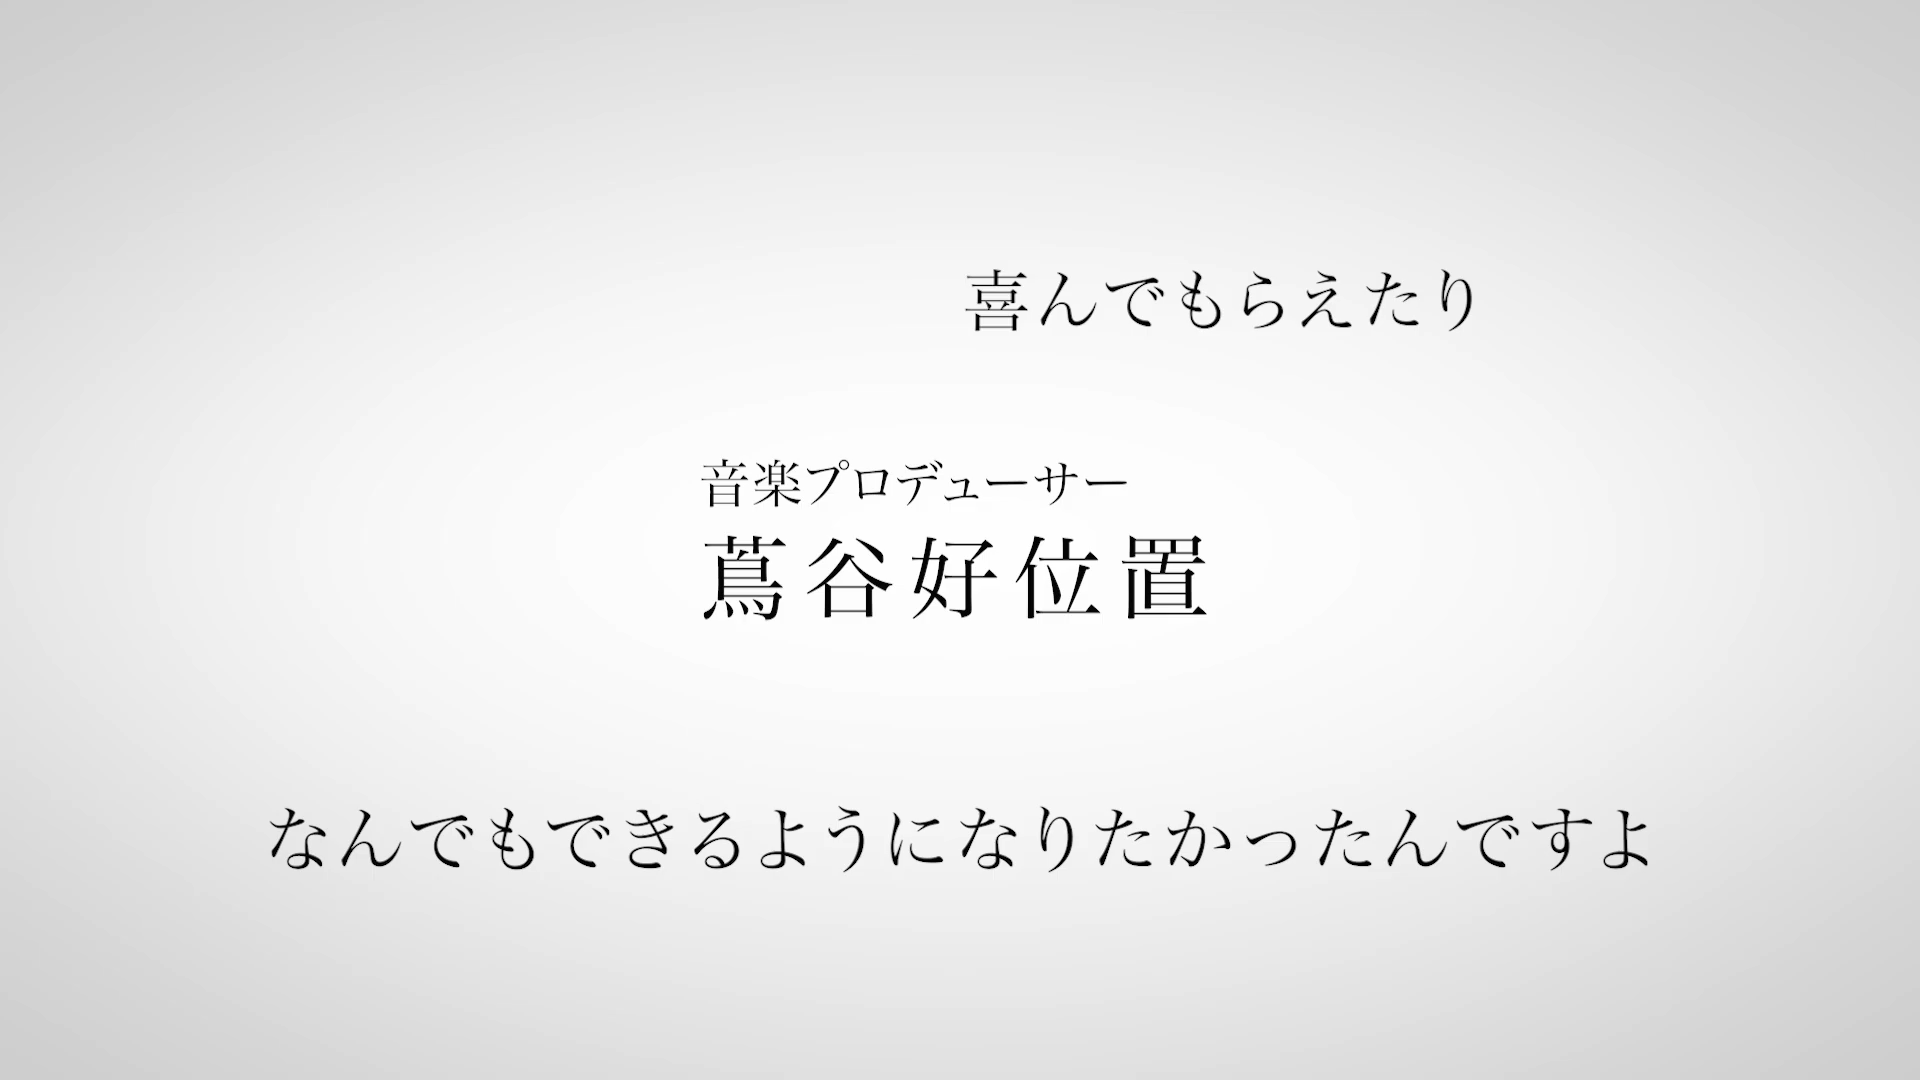 喜んでもらえたり
音楽プロデューサー
蔦谷好位置
なんでもできるようになりたかったんですよ